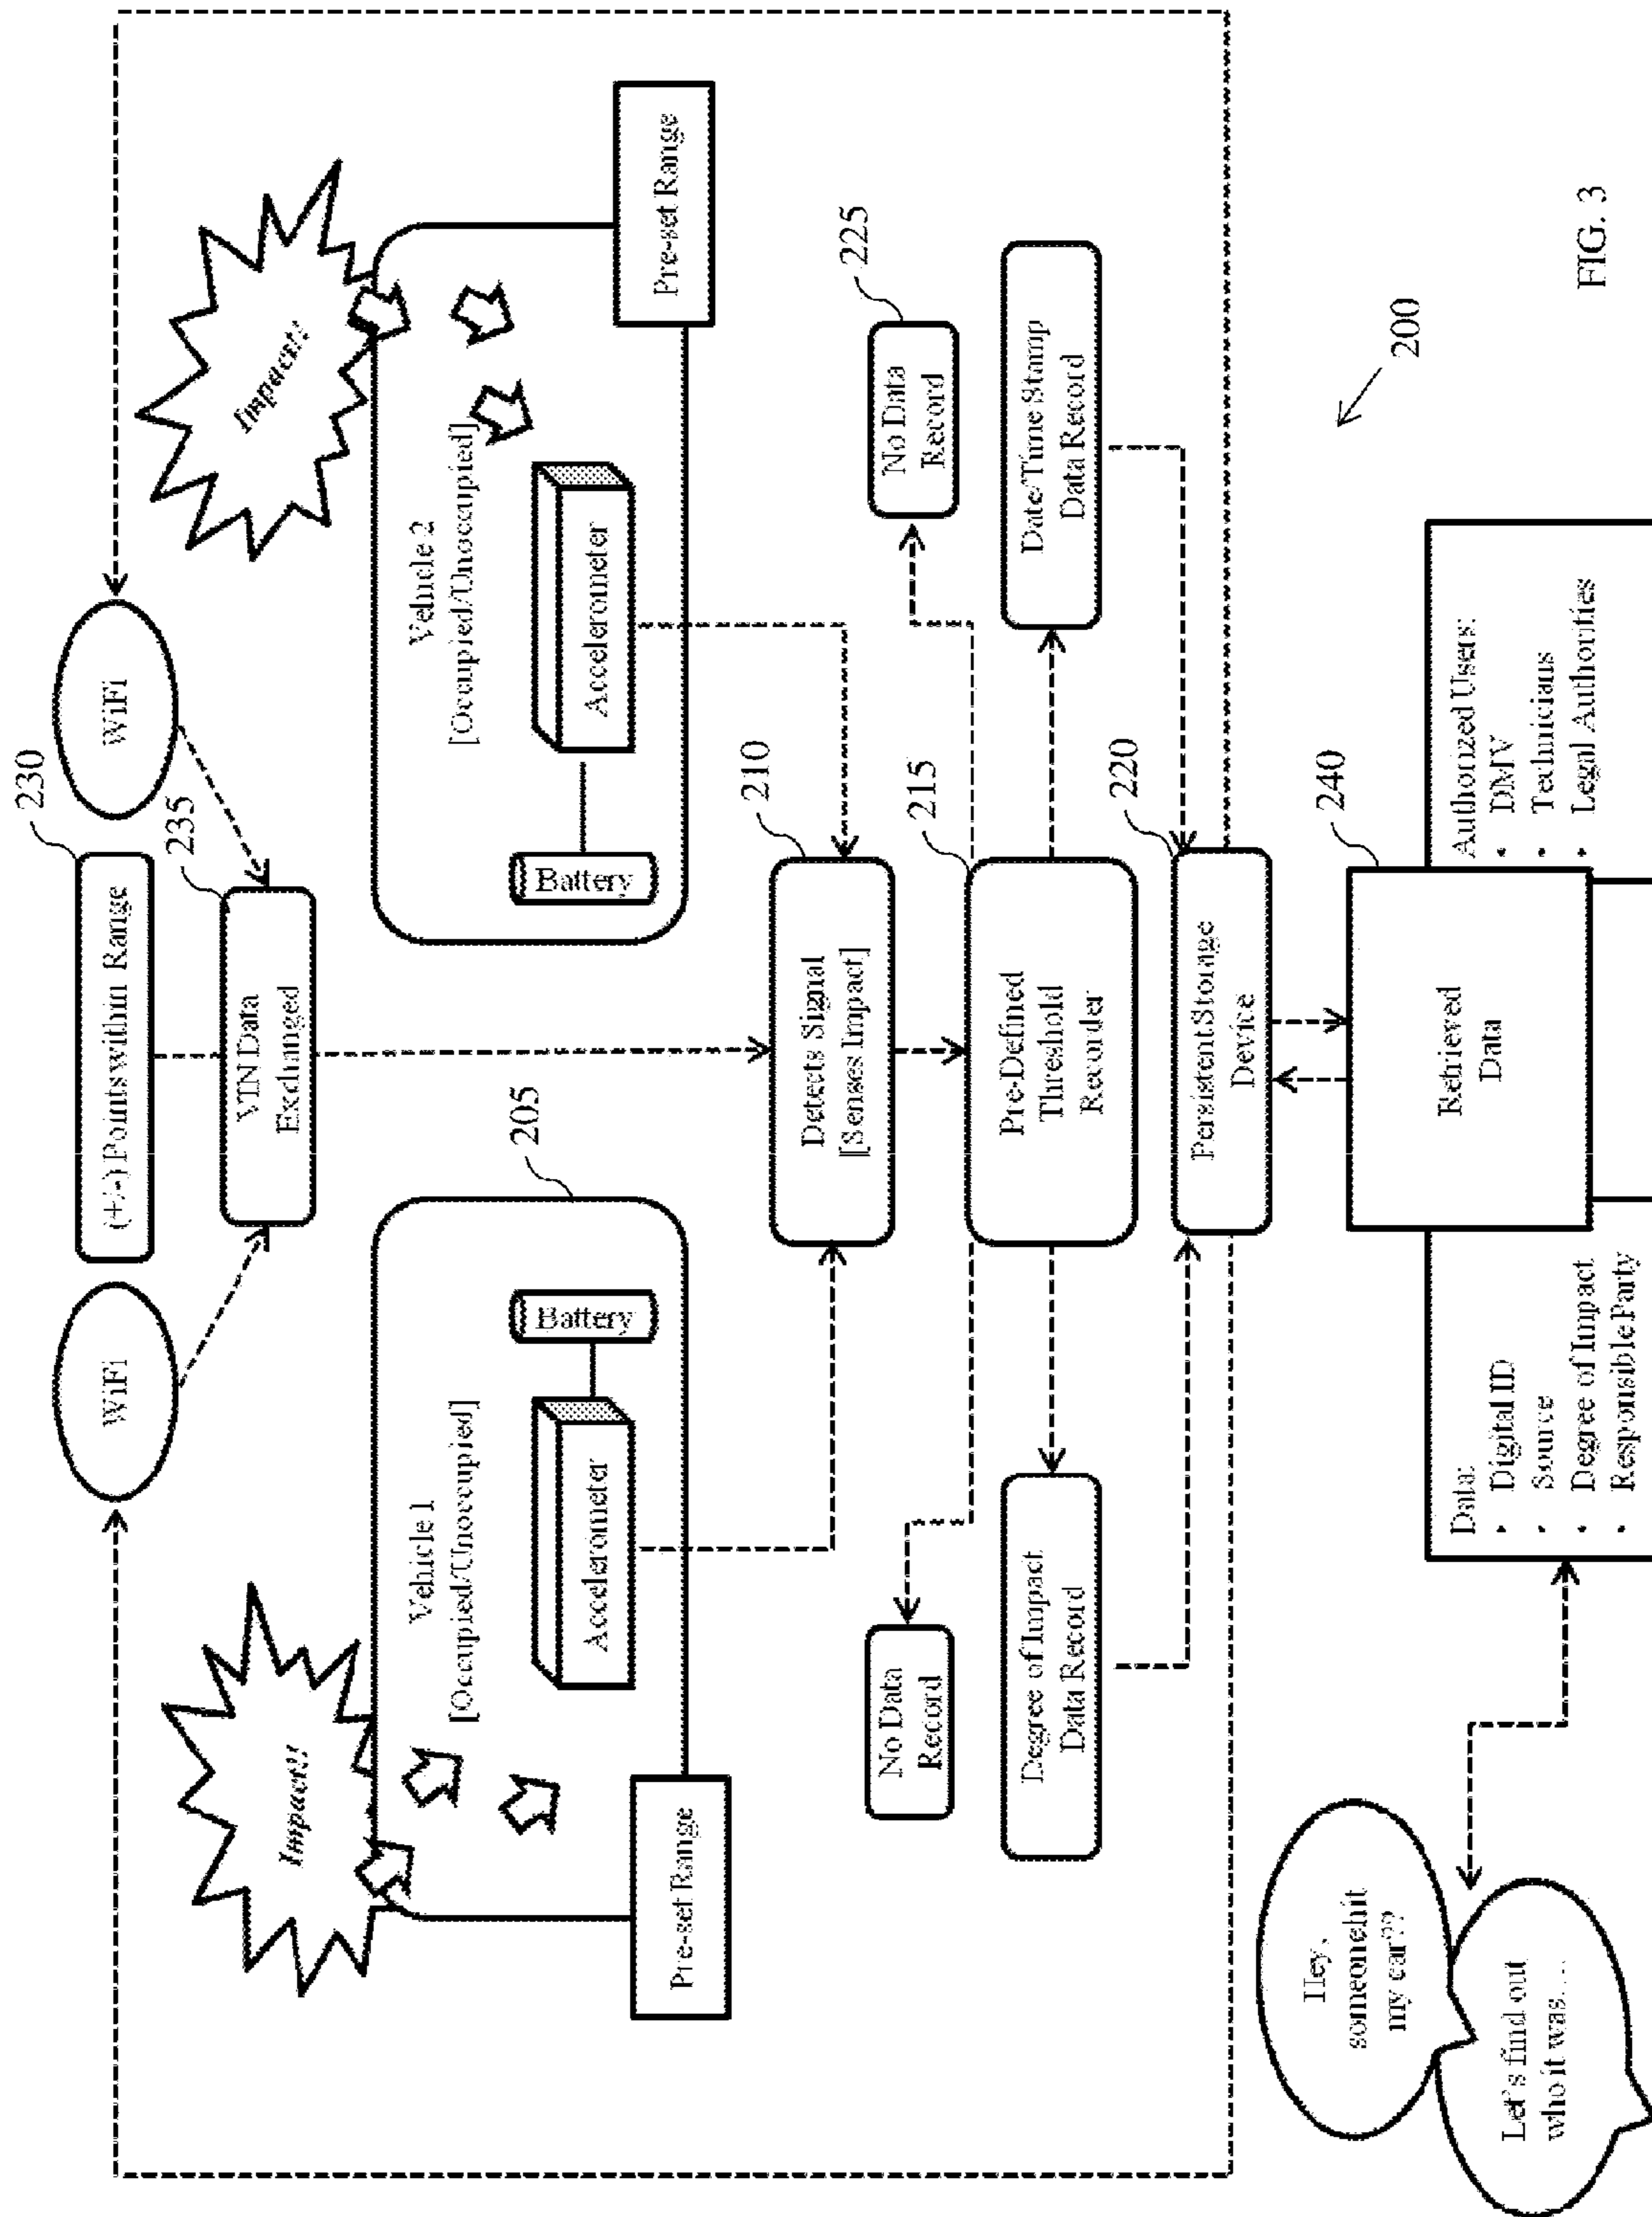 230
WiFi
(+/-) Pointswithin Range
WiFi
235
VIN Data
Exchanged
Impact!!
Impact!!
Vehicle 1
[Occupied/Unoccupied]
Accelerometer
Battery
Pre-set Range
205
Vehicle 2
[Occupied/Unoccupied]
Battery
Accelerometer
Pre-set Range
210
Detects Signal
[Senses Impact]
215
Pre-Defined
Threshold
Recorder
No Data
Record
No Data
Record
225
Degree of Impact
Data Record
Date/Time Stamp
Data Record
220
Persistent Storage
Device
240
Retrieved
Data
Data:
• Digital ID
• Source
• Degree of Impact
• Responsible Party
Authorized Users:
• DMV
• Technicians
• Legal Authorities
Hey,
someonehit
my car??
Let's find out
who it was…
200
FIG. 3